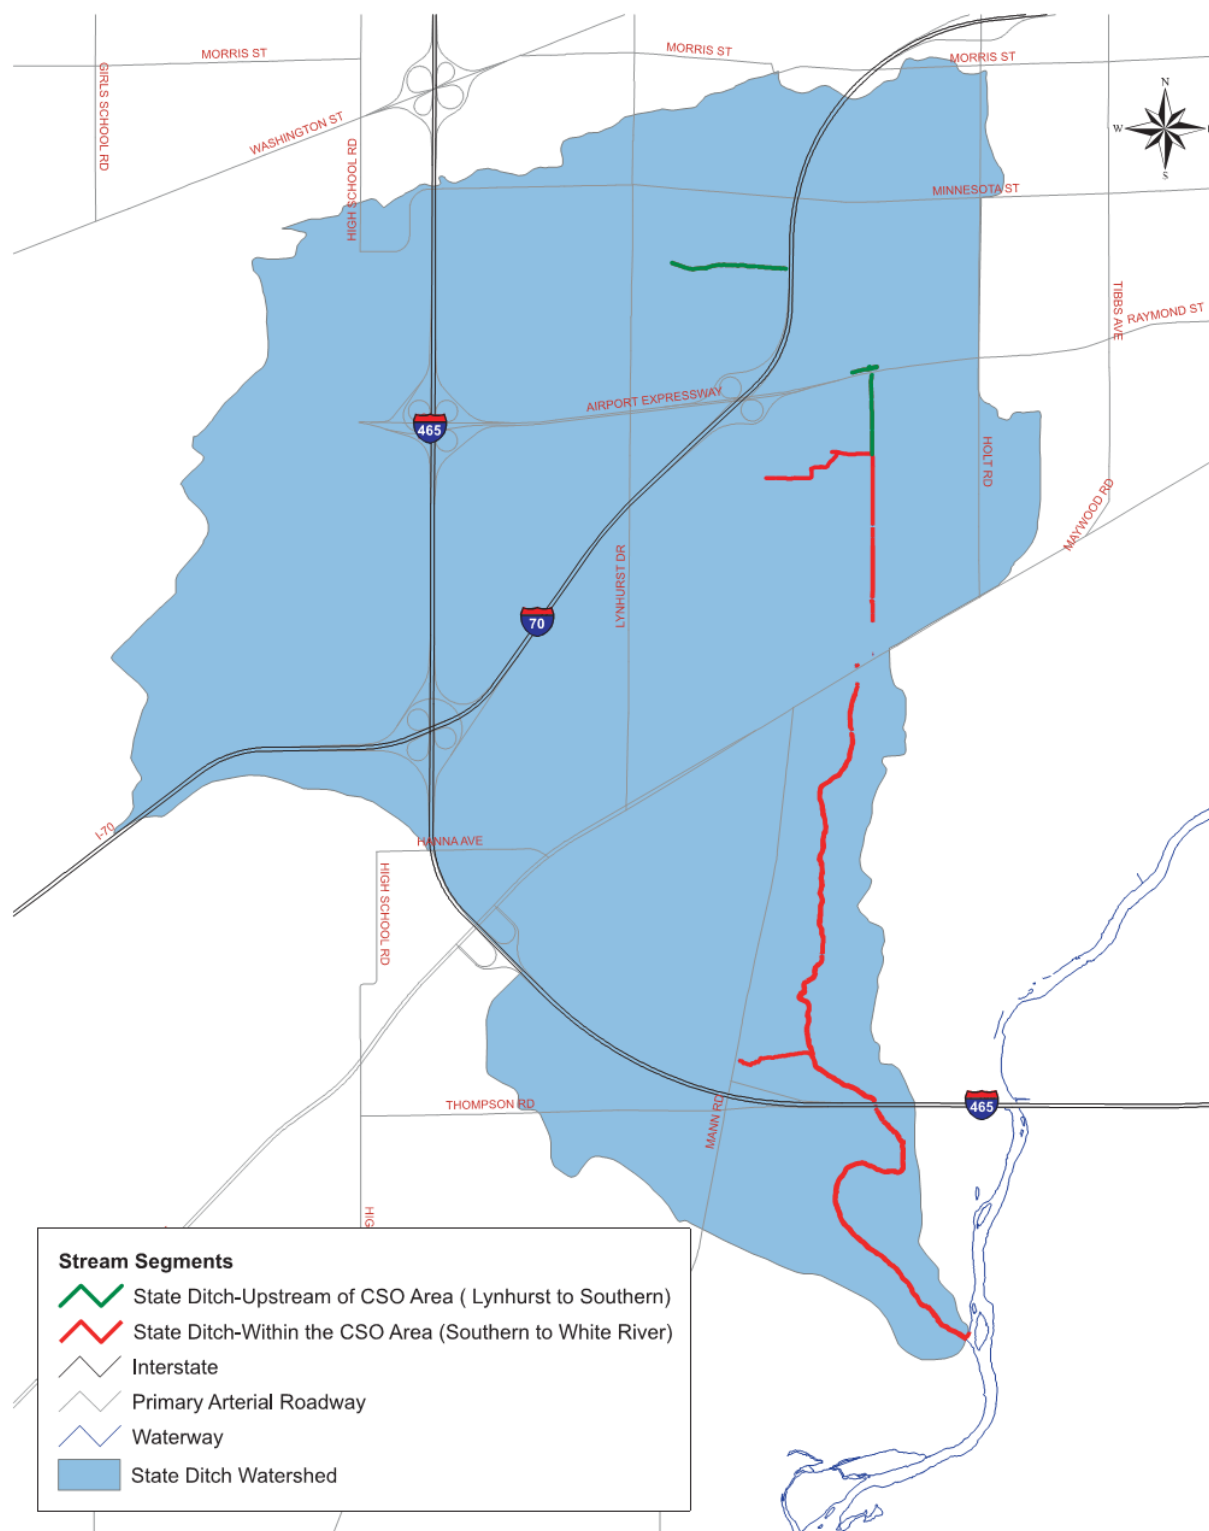 MORRIS ST
MORRIS ST
MORRIS ST
GIRLS SCHOOL RD
WASHINGTON ST
HIGH SCHOOL RD
N
W
S
MINNESOTA ST
TIBBS AVE
RAYMOND ST
AIRPORT EXPRESSWAY
465
HOLT RD
MAYWOOD RD
LYNHURST DR
70
I-70
HANNA AVE
HIGH SCHOOL RD
THOMPSON RD
MANN RD
465
HIG
Stream Segments
State Ditch-Upstream of CSO Area ( Lynhurst to Southern)
State Ditch-Within the CSO Area (Southern to White River)
Interstate
Primary Arterial Roadway
Waterway
State Ditch Watershed